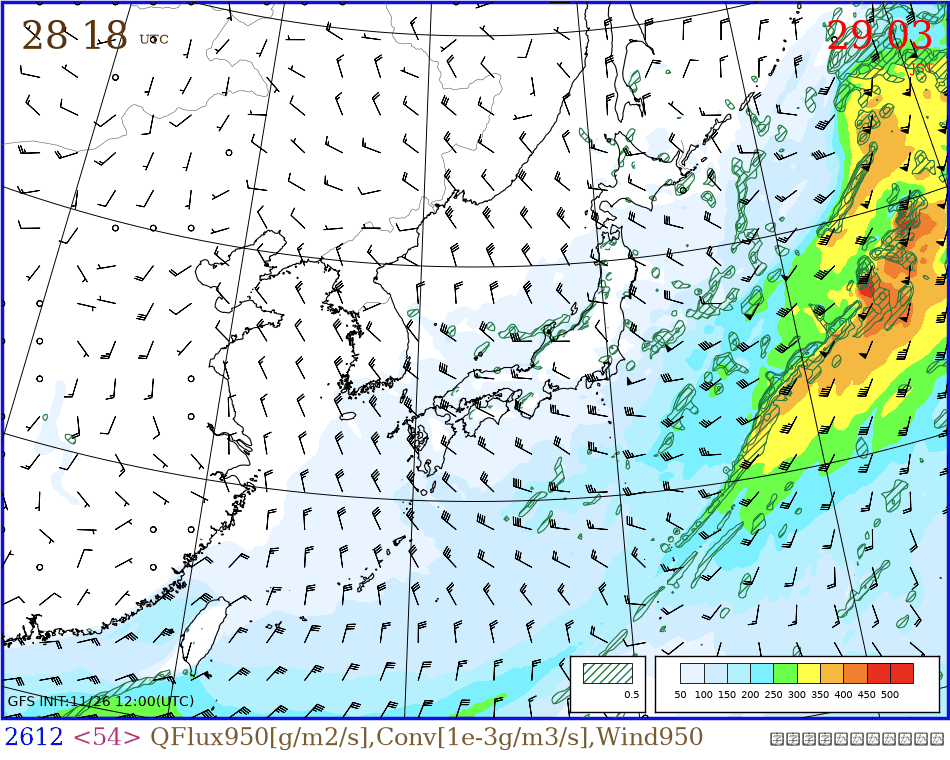 28 18 UTC
29 03 JST
0.5
50 100 150 200 250 300 350 400 450 500
GFS INIT:11/26 12:00(UTC)
2612 <54> QFlux950[g/m2/s],Conv[1e-3g/m3/s],Wind950